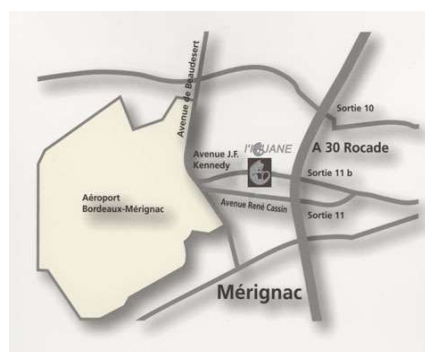 Avenue de Beaudesert
Sortie 10
l'IGUANE
A 30 Rocade
Avenue J.F.
Kennedy
Sortie 11 b
Aéroport
Bordeaux-Mérignac
Avenue René Cassin
Sortie 11
Mérignac